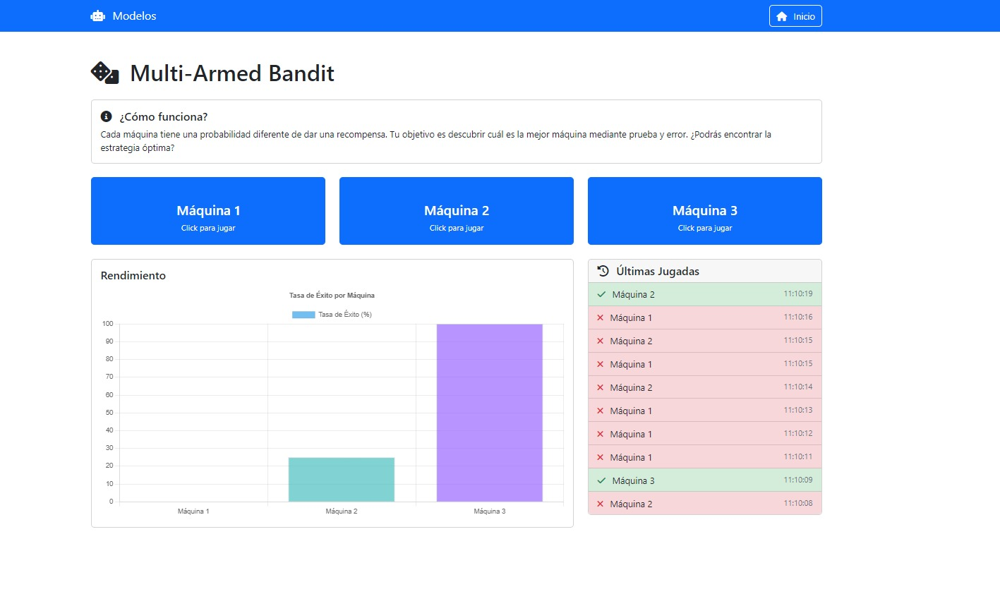 Modelos
Inicio
Multi-Armed Bandit
¿Cómo funciona?
Cada máquina tiene una probabilidad diferente de dar una recompensa. Tu objetivo es descubrir cuál es la mejor máquina mediante prueba y error. ¿Podrás encontrar la
estrategia óptima?
Máquina 1
Click para jugar
Máquina 2
Click para jugar
Máquina 3
Click para jugar
Rendimiento
Tasa de Éxito por Máquina
Tasa de Éxito (%)
100
90
80
70
60
50
40
30
20
10
0
Máquina 1
Máquina 2
Máquina 3
Últimas Jugadas
Máquina 2 11:10:19
Máquina 1 11:10:16
Máquina 2 11:10:15
Máquina 1 11:10:15
Máquina 2 11:10:14
Máquina 1 11:10:13
Máquina 1 11:10:12
Máquina 1 11:10:11
Máquina 3 11:10:09
Máquina 2 11:10:08